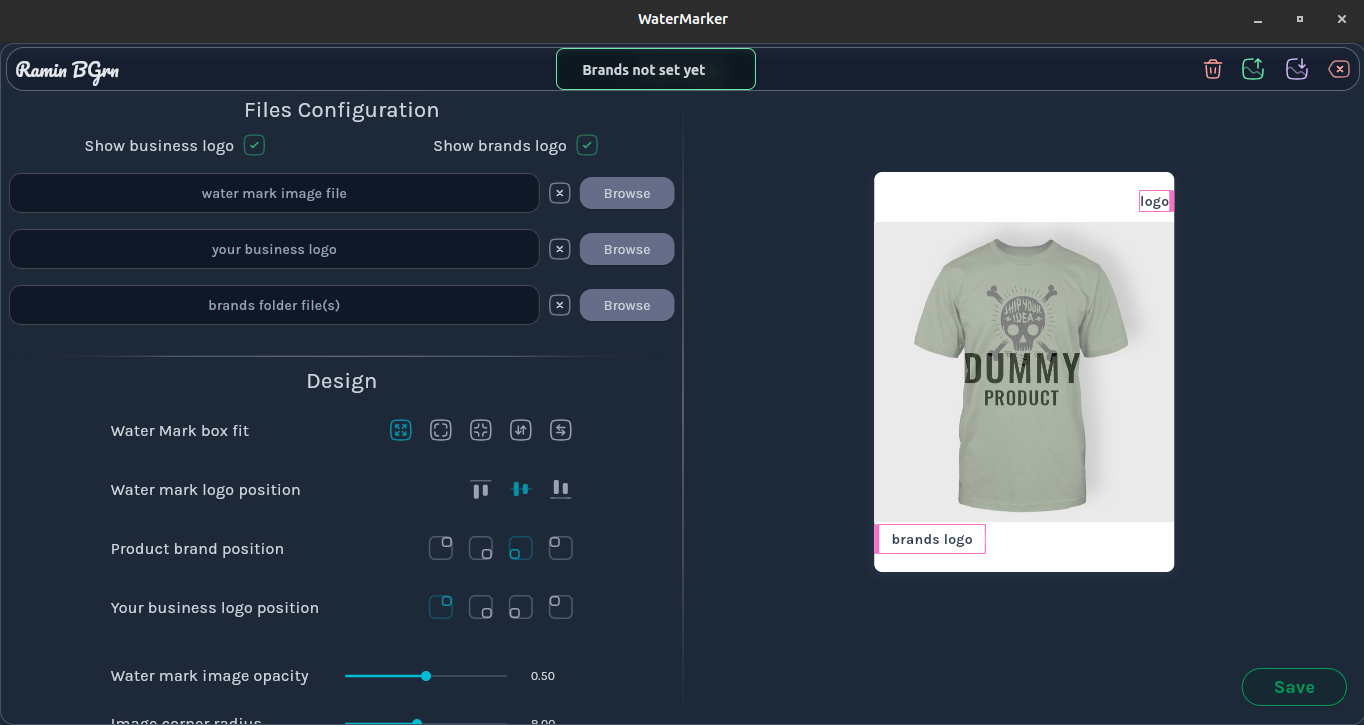 WaterMarker
Ramin BGrn
Brands not set yet
Files Configuration
Show business logo
Show brands logo
water mark image file
Browse
your business logo
Browse
brands folder file(s)
Browse
Design
Water Mark box fit
Water mark logo position
Product brand position
Your business logo position
Water mark image opacity
0.50
Image corner radius
8.00
logo
SHIP YOUR
IDEA
DUMMY
PRODUCT
brands logo
Save